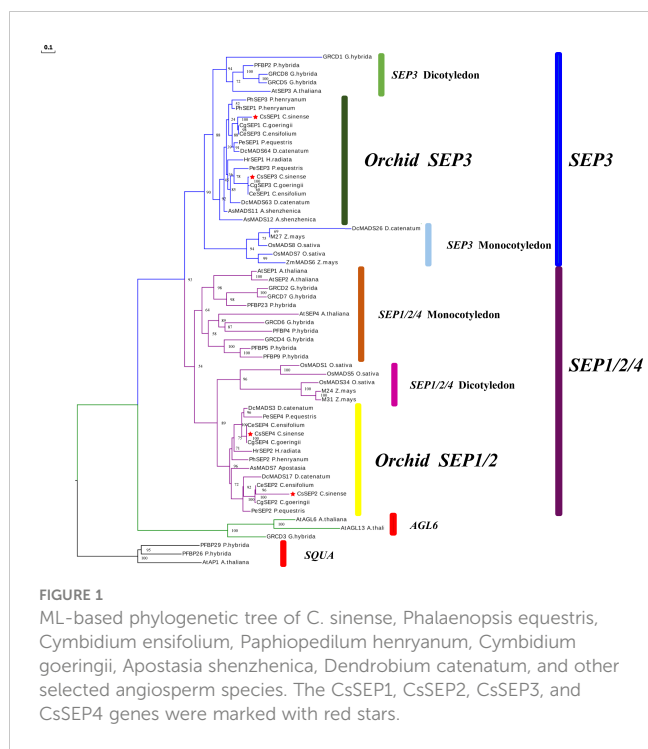 0.1
GRCD1 G.hybrida
PFBP2 P.hybrida
GRCD8 G.hybrida
GRCD5 G.hybrida
AtSEP3 A.thaliana
PhSEP3 P.henryanum
PhSEP1 P.henryanum
CsSEP1 C.sinense
CgSEP1 C.goeringii
CeSEP3 C.ensifolium
PeSEP1 P.equestris
DcMADS64 D.catenatum
HrSEP1 H.radiata
PeSEP3 P.equestris
CsSEP3 C.sinense
CgSEP3 C.goeringii
CeSEP1 C.ensifolium
DcMADS63 D.catenatum
AsMADS11 A.shenzhenica
AsMADS12 A.shenzhenica
DcMADS26 D.catenatum
M27 Z.mays
OsMADS8 O.sativa
OsMADS7 O.sativa
ZmMADS6 Z.mays
AtSEP1 A.thaliana
AtSEP2 A.thaliana
GRCD2 G.hybrida
GRCD7 G.hybrida
PFBP23 P.hybrida
AtSEP4 A.thaliana
GRCD6 G.hybrida
PFBP4 P.hybrida
GRCD4 G.hybrida
PFBP5 P.hybrida
PFBP9 P.hybrida
OsMADS1 O.sativa
OsMADS5 O.sativa
OsMADS34 O.sativa
M24 Z.mays
M31 Z.mays
DcMADS3 D.catenatum
PeSEP4 P.equestris
CeSEP4 C.ensifolium
CsSEP4 C.sinense
CgSEP4 C.goeringii
HrSEP2 H.radiata
PhSEP2 P.henryanum
AsMADS7 Apostasia
DcMADS17 D.catenatum
CeSEP2 C.ensifolium
CsSEP2 C.sinense
CgSEP2 C.goeringii
PeSEP2 P.equestris
AtAGL6 A.thaliana
AtAGL13 A.thali
GRCD3 G.hybrida
PFBP29 P.hybrida
PFBP26 P.hybrida
AtAP1 A.thaliana
SEP3 Dicotyledon
Orchid SEP3
SEP3
SEP3 Monocotyledon
SEP1/2/4 Monocotyledon
SEP1/2/4
SEP1/2/4 Dicotyledon
Orchid SEP1/2
AGL6
SQUA
FIGURE 1
ML-based phylogenetic tree of C. sinense, Phalaenopsis equestris,
Cymbidium ensifolium, Paphiopedilum henryanum, Cymbidium
goeringii, Apostasia shenzhenica, Dendrobium catenatum, and other
selected angiosperm species. The CsSEP1, CsSEP2, CsSEP3, and
CsSEP4 genes were marked with red stars.